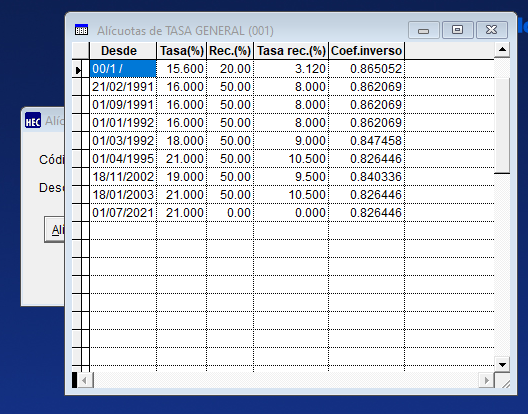 Alícuotas de TASA GENERAL (001)
Desde Tasa(%) Rec.(%) Tasa rec.(%) Coef.inverso
00/1 / 15.600 20.00 3.120 0.865052
21/02/1991 16.000 50.00 8.000 0.862069
01/09/1991 16.000 50.00 8.000 0.862069
01/01/1992 16.000 50.00 8.000 0.862069
01/03/1992 18.000 50.00 9.000 0.847458
01/04/1995 21.000 50.00 10.500 0.826446
18/11/2002 19.000 50.00 9.500 0.840336
18/01/2003 21.000 50.00 10.500 0.826446
01/07/2021 21.000 0.00 0.000 0.826446
HEC Alí
Códi
Desc
Alí